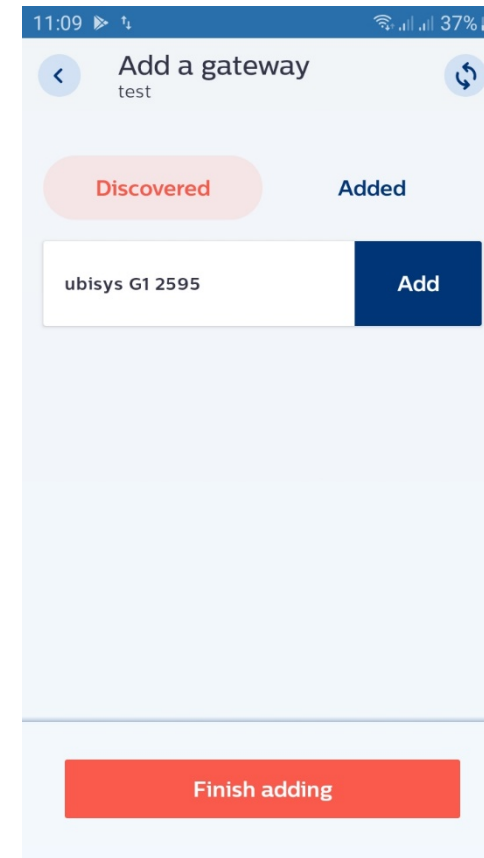 11:09 37%
Add a gateway
test
Discovered Added
ubisys G1 2595 Add
Finish adding